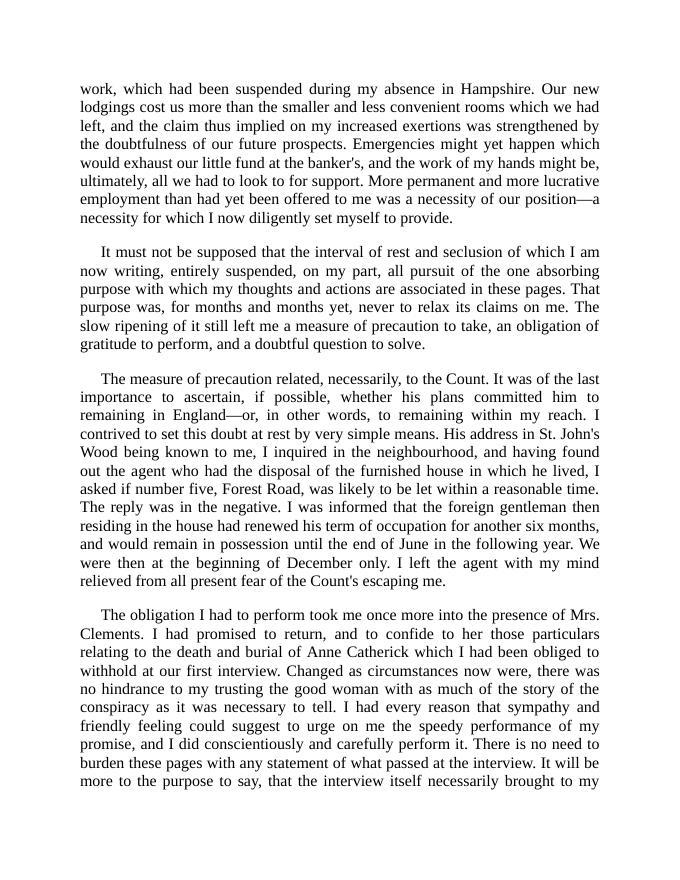 work, which had been suspended during my absence in Hampshire. Our new
lodgings cost us more than the smaller and less convenient rooms which we had
left, and the claim thus implied on my increased exertions was strengthened by
the doubtfulness of our future prospects. Emergencies might yet happen which
would exhaust our little fund at the banker's, and the work of my hands might be,
ultimately, all we had to look to for support. More permanent and more lucrative
employment than had yet been offered to me was a necessity of our position—a
necessity for which I now diligently set myself to provide.
It must not be supposed that the interval of rest and seclusion of which I am
now writing, entirely suspended, on my part, all pursuit of the one absorbing
purpose with which my thoughts and actions are associated in these pages. That
purpose was, for months and months yet, never to relax its claims on me. The
slow ripening of it still left me a measure of precaution to take, an obligation of
gratitude to perform, and a doubtful question to solve.
The measure of precaution related, necessarily, to the Count. It was of the last
importance to ascertain, if possible, whether his plans committed him to
remaining in England—or, in other words, to remaining within my reach. I
contrived to set this doubt at rest by very simple means. His address in St. John's
Wood being known to me, I inquired in the neighbourhood, and having found
out the agent who had the disposal of the furnished house in which he lived, I
asked if number five, Forest Road, was likely to be let within a reasonable time.
The reply was in the negative. I was informed that the foreign gentleman then
residing in the house had renewed his term of occupation for another six months,
and would remain in possession until the end of June in the following year. We
were then at the beginning of December only. I left the agent with my mind
relieved from all present fear of the Count's escaping me.
The obligation I had to perform took me once more into the presence of Mrs.
Clements. I had promised to return, and to confide to her those particulars
relating to the death and burial of Anne Catherick which I had been obliged to
withhold at our first interview. Changed as circumstances now were, there was
no hindrance to my trusting the good woman with as much of the story of the
conspiracy as it was necessary to tell. I had every reason that sympathy and
friendly feeling could suggest to urge on me the speedy performance of my
promise, and I did conscientiously and carefully perform it. There is no need to
burden these pages with any statement of what passed at the interview. It will be
more to the purpose to say, that the interview itself necessarily brought to my